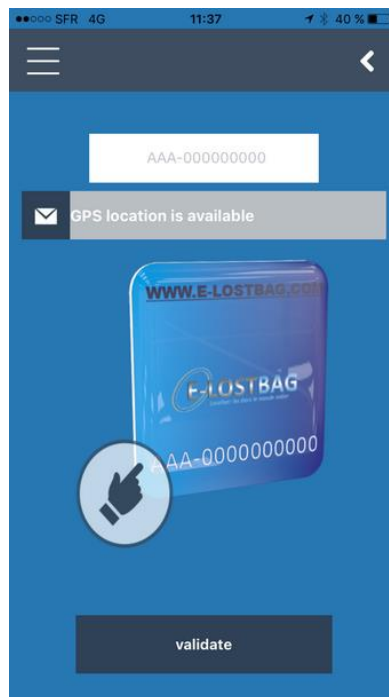 SFR 4G 11:37 40 %
AAA-000000000
GPS location is available
WWW.E-LOSTBAG.COM
E-LOSTBAG
AAA-0000000000
validate